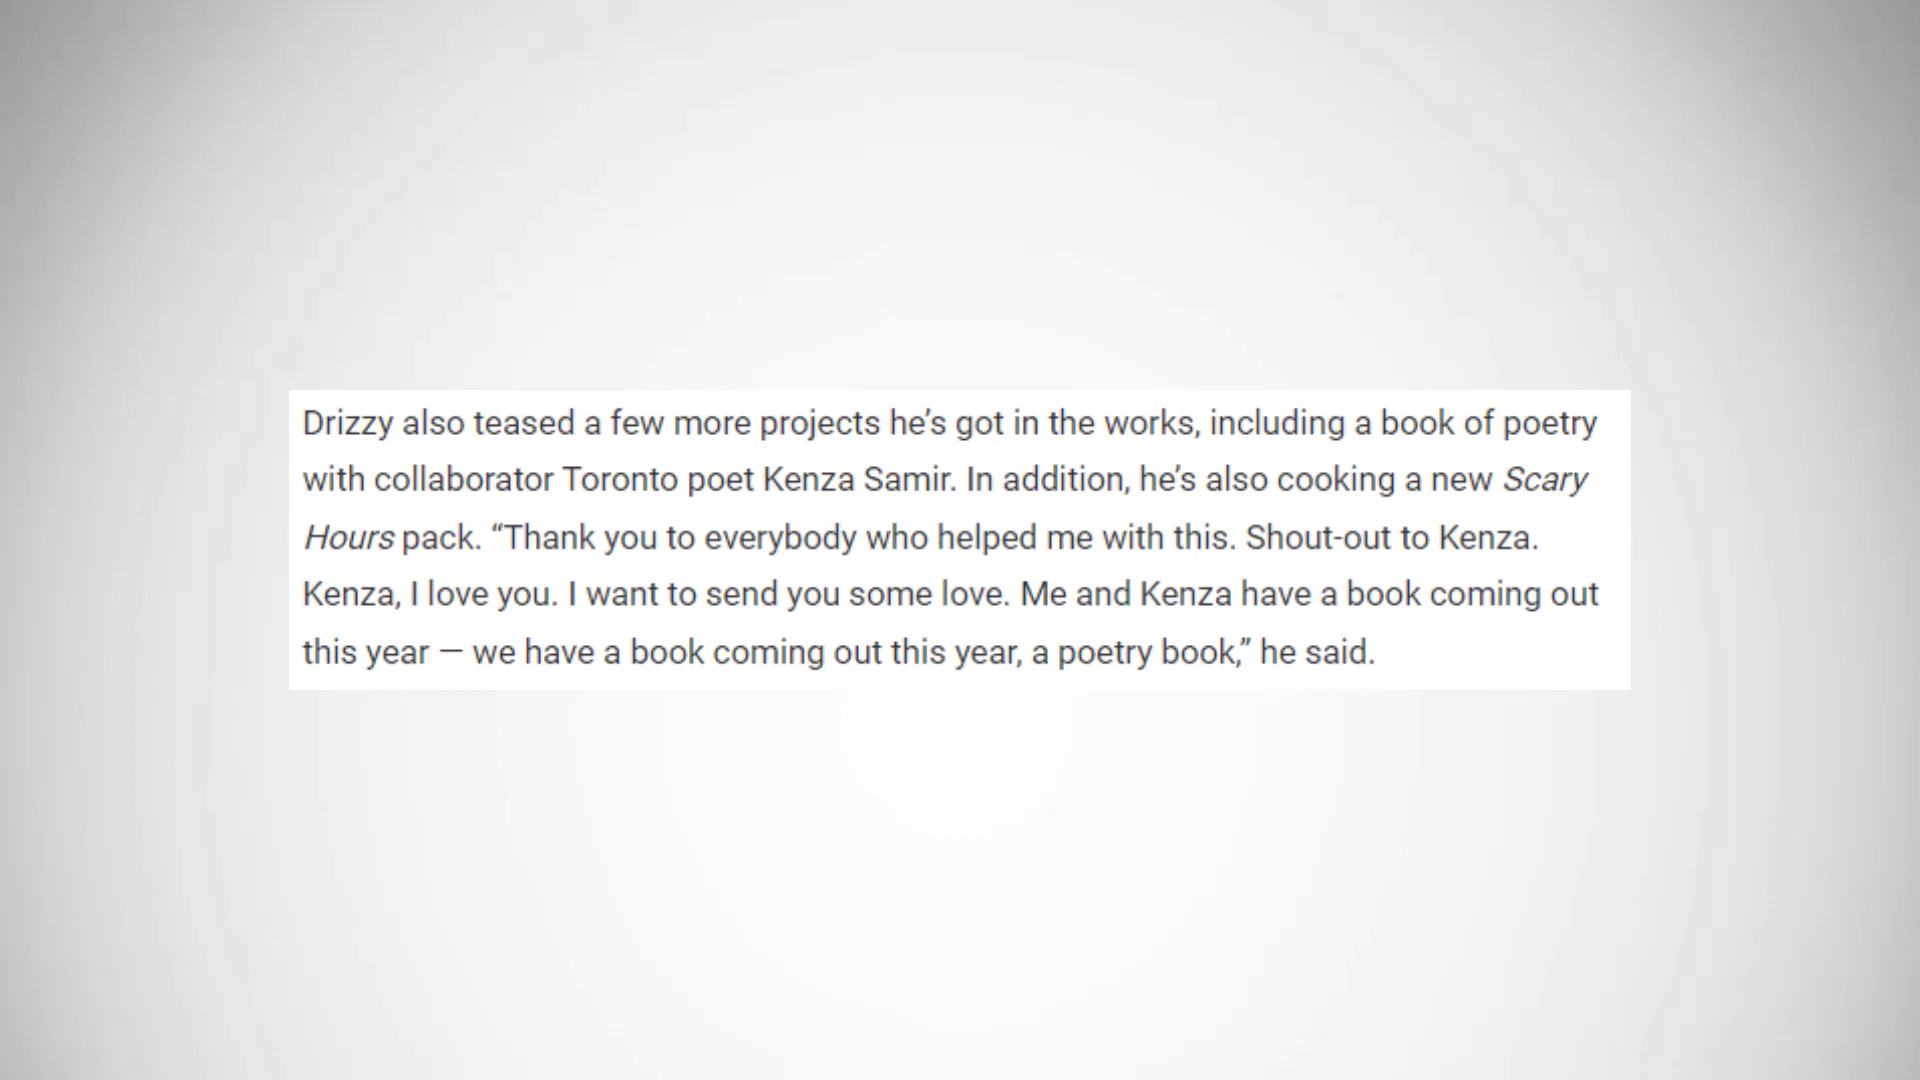 Drizzy also teased a few more projects he’s got in the works, including a book of poetry
with collaborator Toronto poet Kenza Samir. In addition, he’s also cooking a new Scary
Hours pack. “Thank you to everybody who helped me with this. Shout-out to Kenza.
Kenza, I love you. I want to send you some love. Me and Kenza have a book coming out
this year — we have a book coming out this year, a poetry book,” he said.